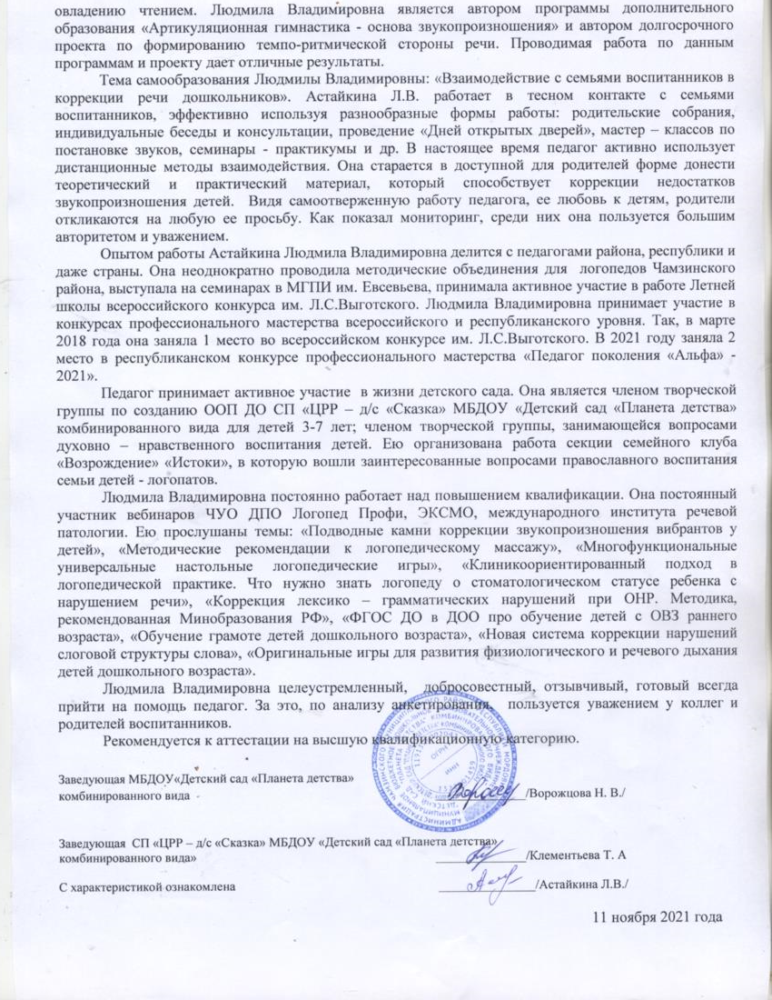 овладению чтением. Людмила Владимировна является автором программы дополнительного
образования «Артикуляционная гимнастика - основа звукопроизношения» и автором долгосрочного
проекта по формированию темпо-ритмической стороны речи. Проводимая работа по данным
программам и проекту дает отличные результаты.
Тема самообразования Людмилы Владимировны: «Взаимодействие с семьями воспитанников в
коррекции речи дошкольников». Астайкина Л.В. работает в тесном контакте с семьями
воспитанников, эффективно используя разнообразные формы работы: родительские собрания,
индивидуальные беседы и консультации, проведение «Дней открытых дверей», мастер – классов по
постановке звуков, семинары - практикумы и др. В настоящее время педагог активно использует
дистанционные методы взаимодействия. Она старается в доступной для родителей форме донести
теоретический и практический материал, который способствует коррекции недостатков
звукопроизношения детей. Видя самоотверженную работу педагога, ее любовь к детям, родители
откликаются на любую ее просьбу. Как показал мониторинг, среди них она пользуется большим
авторитетом и уважением.
Опытом работы Астайкина Людмила Владимировна делится с педагогами района, республики и
даже страны. Она неоднократно проводила методические объединения для логопедов Чамзинского
района, выступала на семинарах в МГПИ им. Евсевьева, принимала активное участие в работе Летней
школы всероссийского конкурса им. Л.С.Выготского. Людмила Владимировна принимает участие в
конкурсах профессионального мастерства всероссийского и республиканского уровня. Так, в марте
2018 года она заняла 1 место во всероссийском конкурсе им. Л.С.Выготского. В 2021 году заняла 2
место в республиканском конкурсе профессионального мастерства «Педагог поколения «Альфа» -
2021».
Педагог принимает активное участие в жизни детского сада. Она является членом творческой
группы по созданию ООП ДО СП «ЦРР – д/с «Сказка» МБДОУ «Детский сад «Планета детства»
комбинированного вида для детей 3-7 лет; членом творческой группы, занимающейся вопросами
духовно – нравственного воспитания детей. Ею организована работа секции семейного клуба
«Возрождение» «Истоки», в которую вошли заинтересованные вопросами православного воспитания
семьи детей - логопатов.
Людмила Владимировна постоянно работает над повышением квалификации. Она постоянный
участник вебинаров ЧУО ДПО Логопед Профи, ЭКСМО, международного института речевой
патологии. Ею прослушаны темы: «Подводные камни коррекции звукопроизношения вибрантов у
детей», «Методические рекомендации к логопедическому массажу», «Многофункциональные
универсальные настольные логопедические игры», «Клиникоориентированный подход в
логопедической практике. Что нужно знать логопеду о стоматологическом статусе ребенка с
нарушением речи», «Коррекция лексико – грамматических нарушений при ОНР. Методика,
рекомендованная Минобразования РФ», «ФГОС ДО в ДОО про обучение детей с ОВЗ раннего
возраста», «Обучение грамоте детей дошкольного возраста», «Новая система коррекции нарушений
слоговой структуры слова», «Оригинальные игры для развития физиологического и речевого дыхания
детей дошкольного возраста».
Людмила Владимировна целеустремленный, добросовестный, отзывчивый, готовый всегда
прийти на помощь педагог. За это, по анализу анкетирования, пользуется уважением у коллег и
родителей воспитанников.
Рекомендуется к аттестации на высшую квалификационную категорию.
Заведующая МБДОУ«Детский сад «Планета детства»
комбинированного вида /Ворожцова Н. В./
Заведующая СП «ЦРР – д/с «Сказка» МБДОУ «Детский сад «Планета детства»
комбинированного вида» /Клементьева Т. А
С характеристикой ознакомлена /Астайкина Л.В./
11 ноября 2021 года